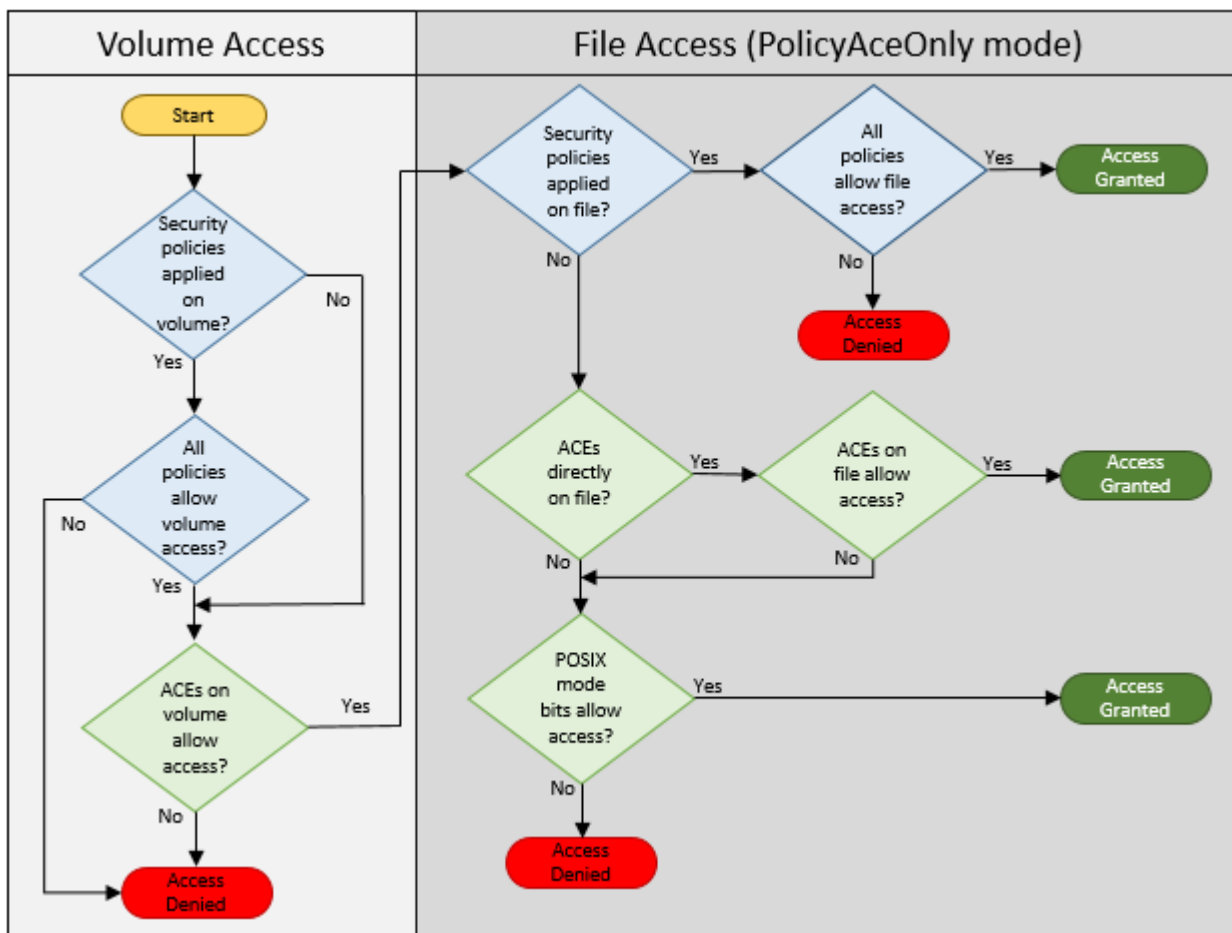 Volume Access
File Access (PolicyAceOnly mode)
Start
Security
policies
applied
on
volume?
No
Yes
All
policies
allow
volume
access?
No
Yes
ACEs on
volume
allow
access?
Yes
No
Access
Denied
Security
policies
applied
on file?
Yes
No
All
policies
allow file
access?
Yes
Access
Granted
No
Access
Denied
ACEs
directly
on file?
Yes
No
ACEs on
file allow
access?
Yes
Access
Granted
No
POSIX
mode
bits allow
access?
Yes
Access
Granted
No
Access
Denied